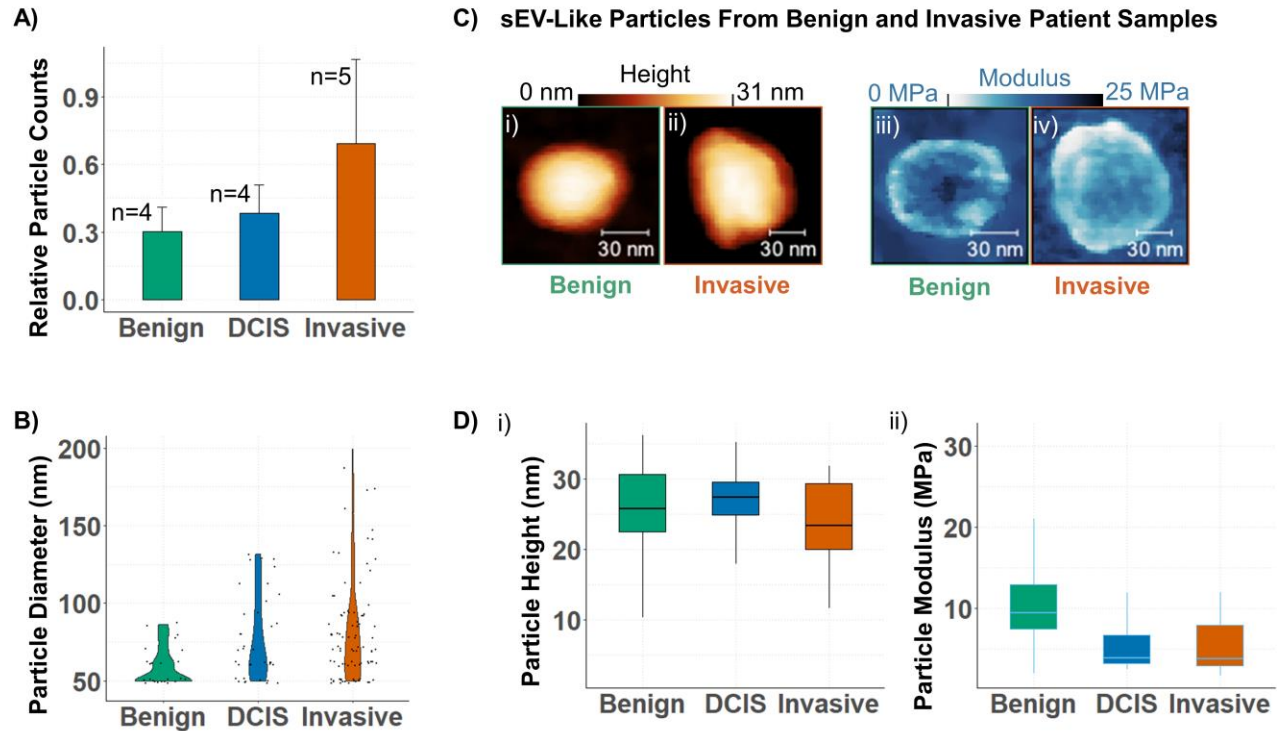 A)
Relative Particle Counts
0.9
0.6
0.3
0.0
n=4
n=4
n=5
Benign DCIS Invasive
C) sEV-Like Particles From Benign and Invasive Patient Samples
Height
0 nm 31 nm
i) ii)
30 nm 30 nm
Benign Invasive
Modulus
0 MPa 25 MPa
iii) iv)
30 nm 30 nm
Benign Invasive
B)
Particle Diameter (nm)
200
150
100
50
Benign DCIS Invasive
D) i)
Particle Height (nm)
30
20
10
Benign DCIS Invasive
ii)
Particle Modulus (MPa)
30
20
10
Benign DCIS Invasive